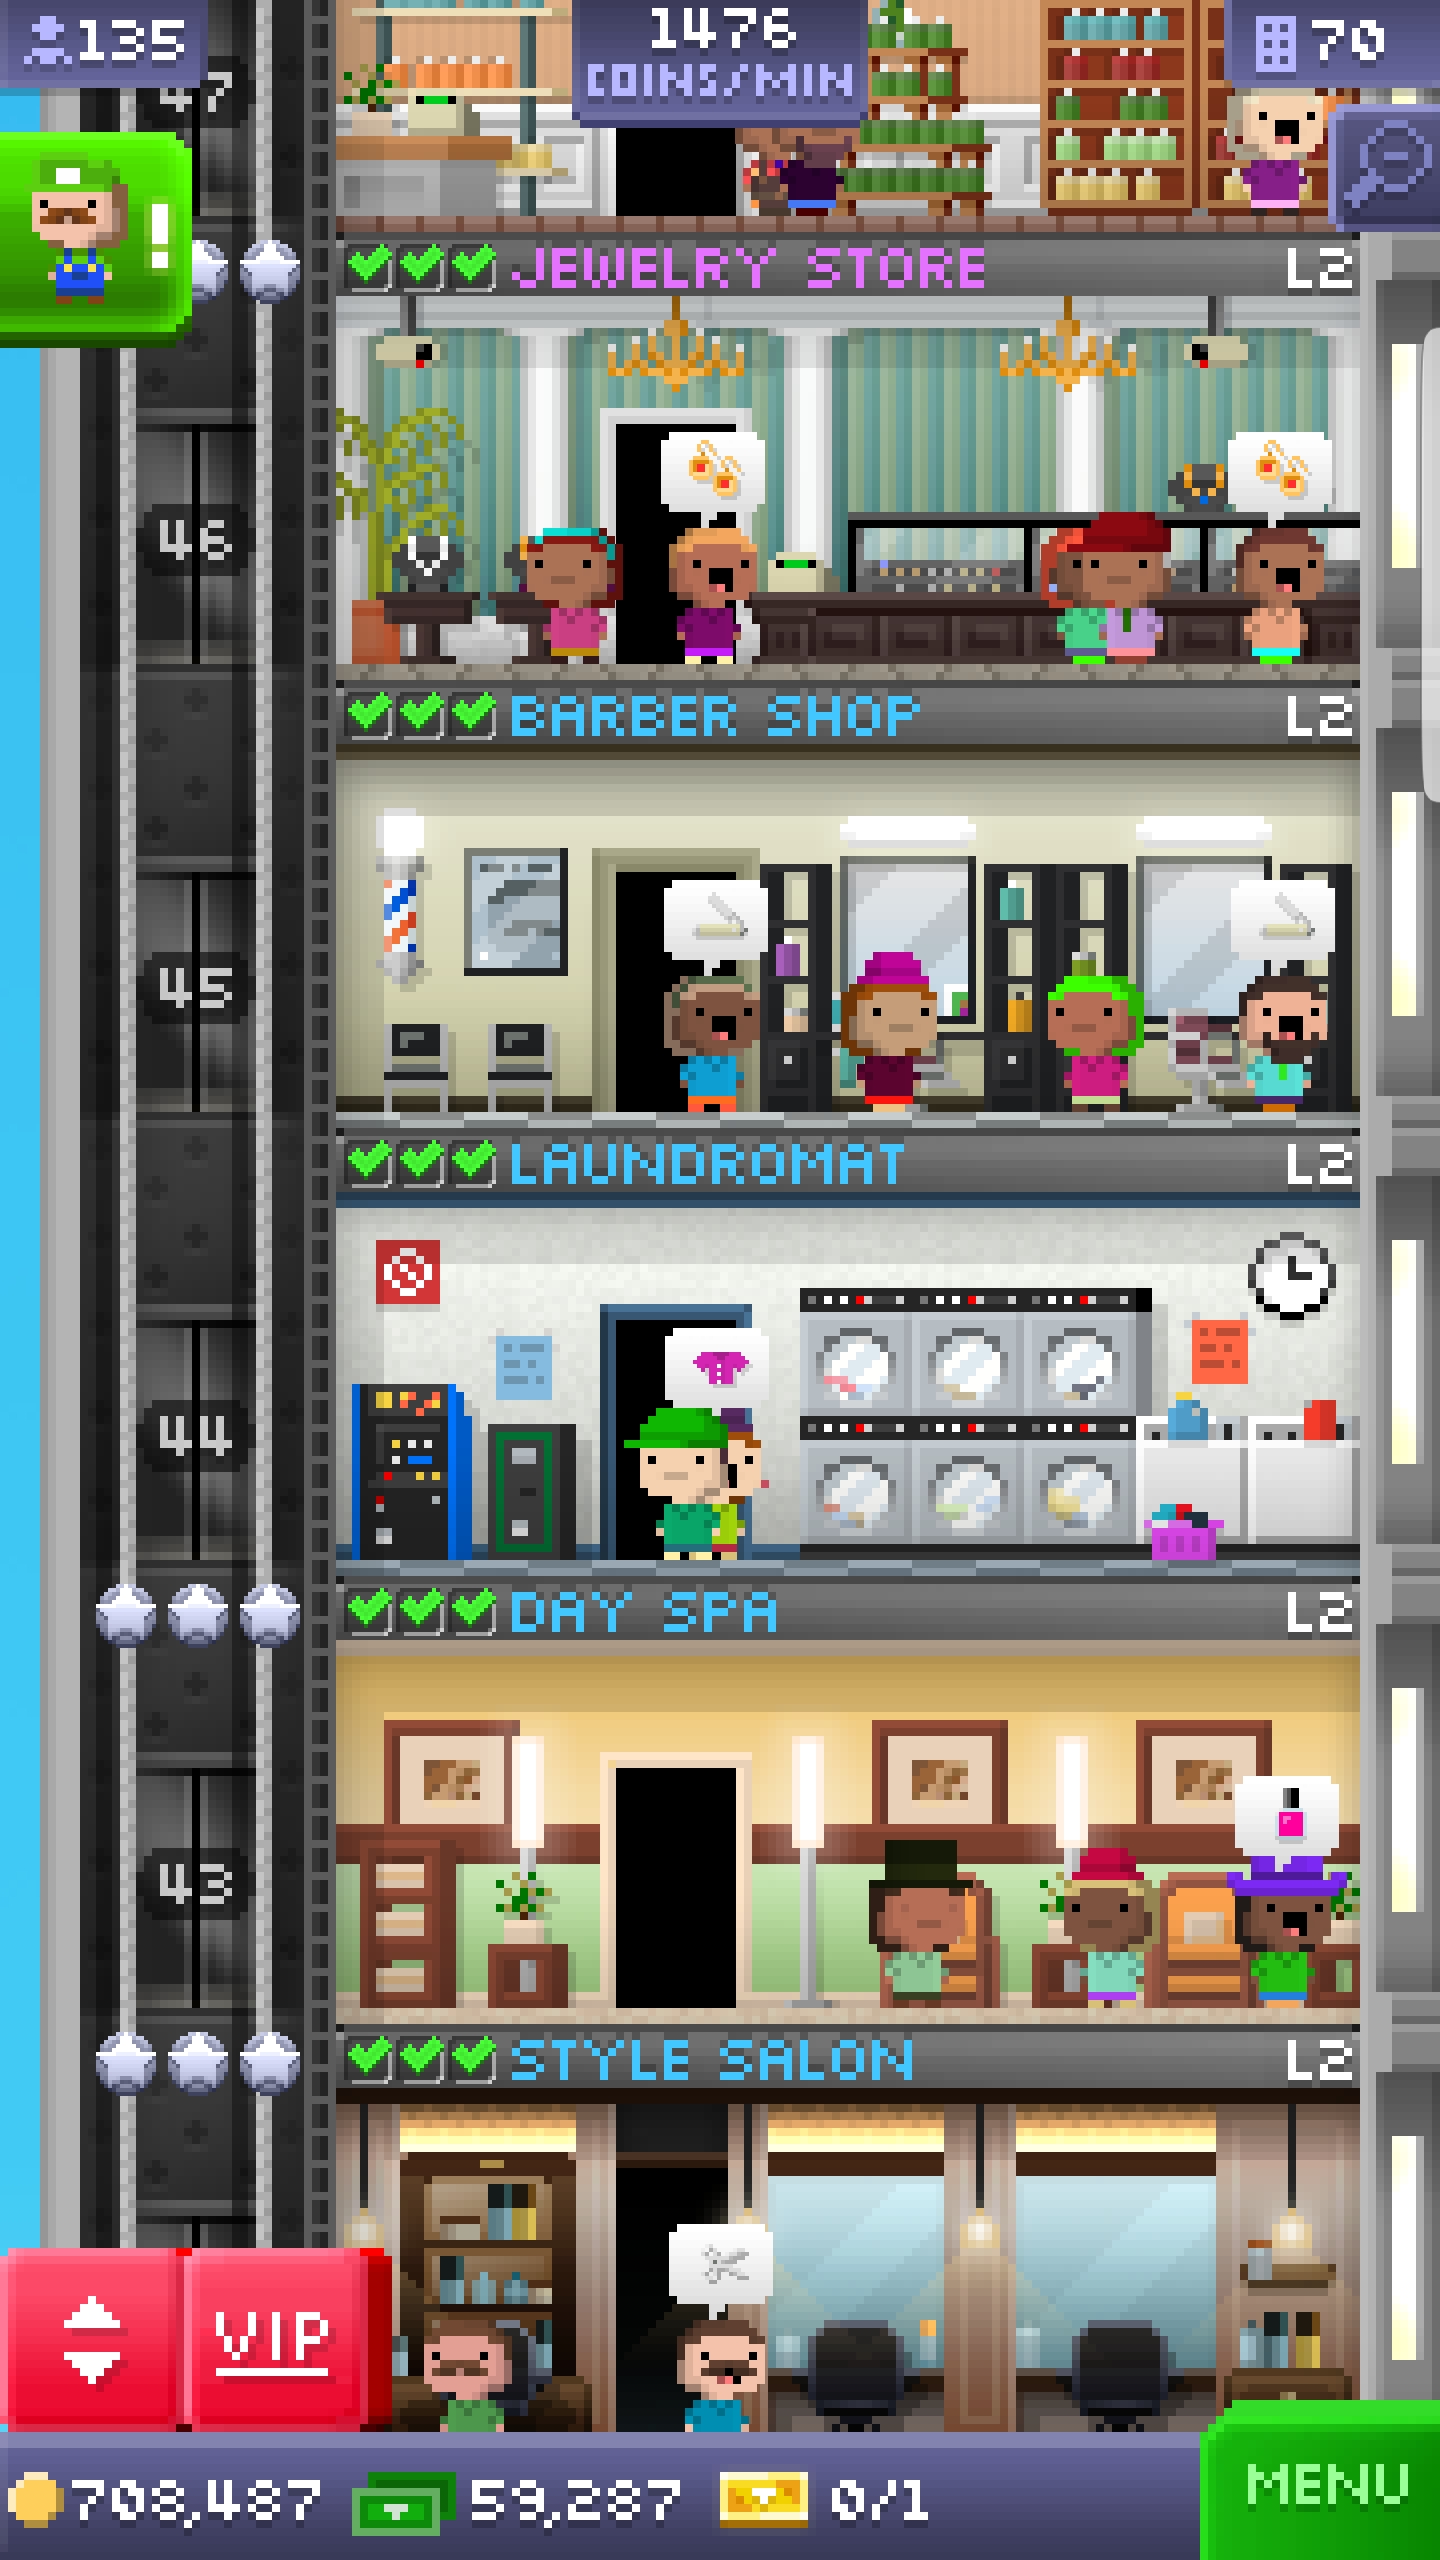 135
1476
COINS/MIN
70
47
!
JEWELRY STORE L2
46
BARBER SHOP L2
45
LAUNDROMAT L2
44
DAY SPA L2
43
STYLE SALON L2
VIP
708,487 59,287 0/1
MENU